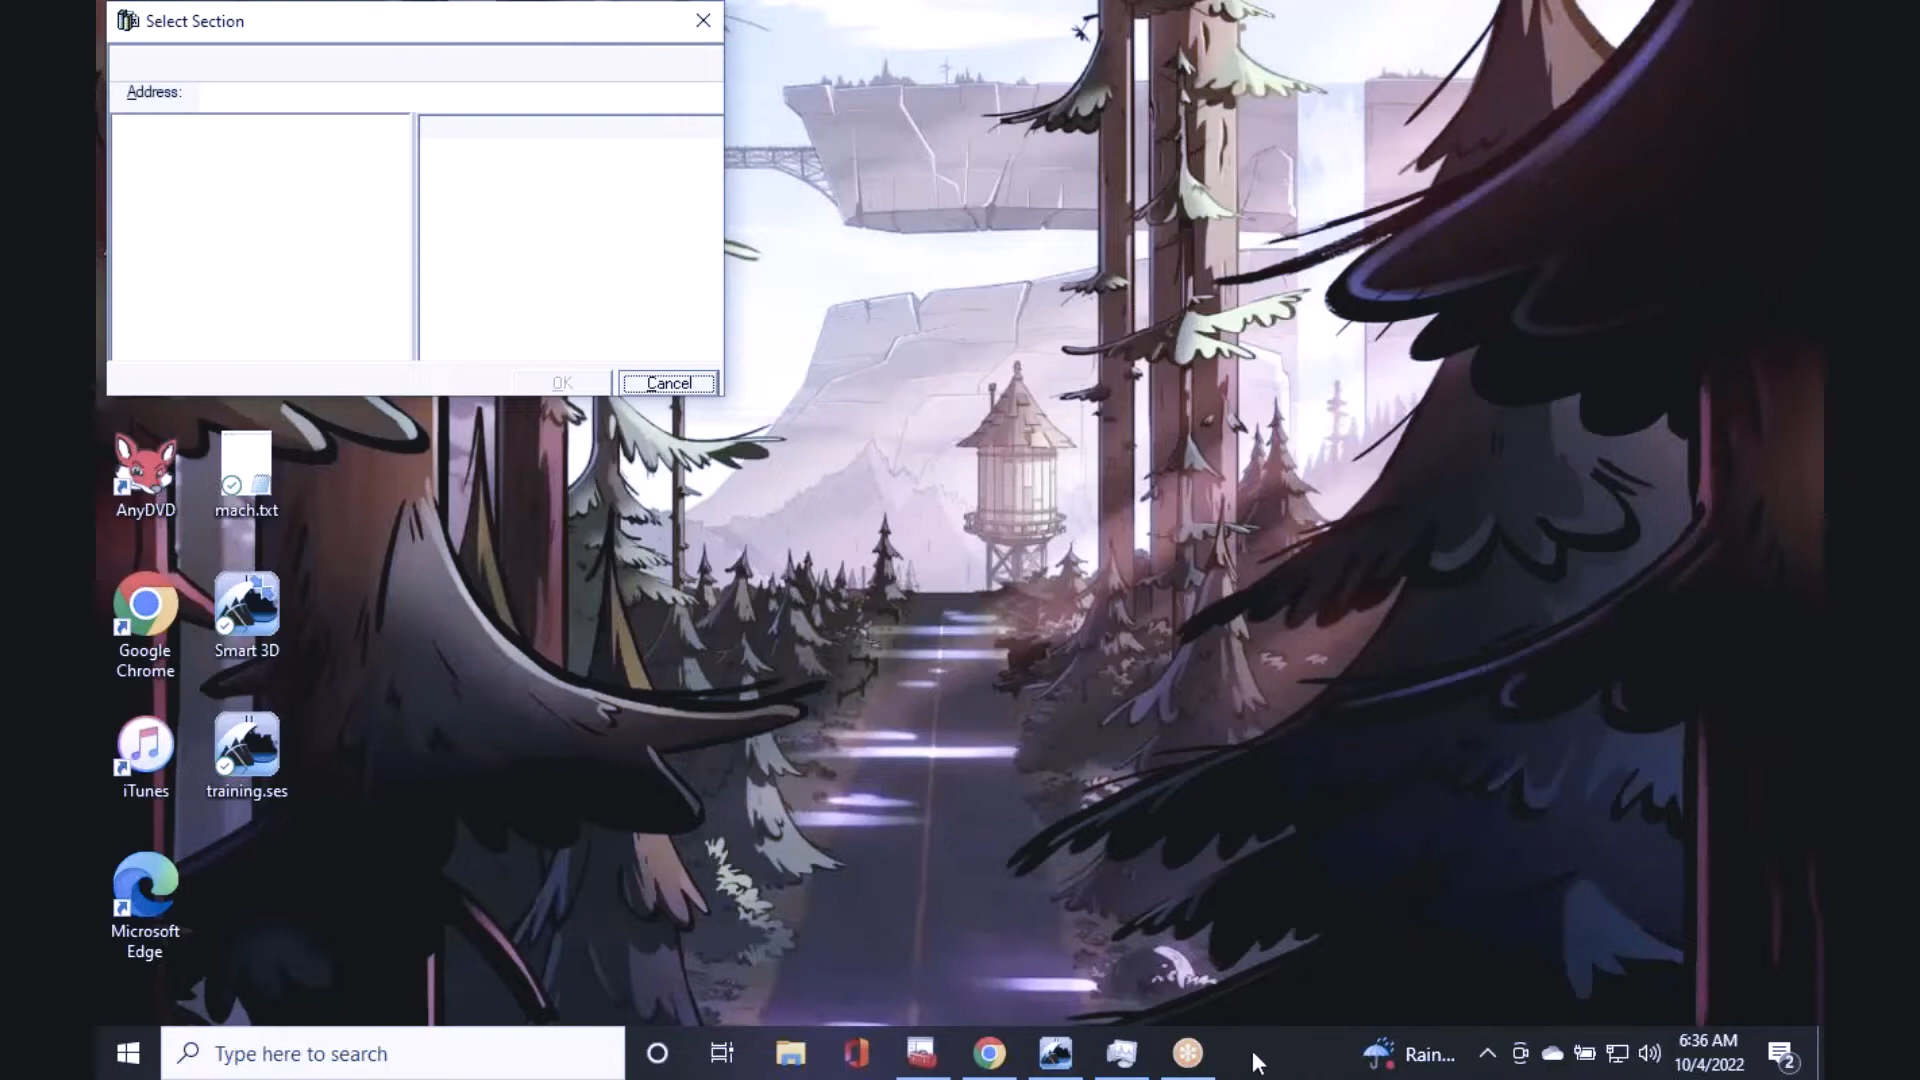 Select Section
Address:
OK
Cancel
AnyDVD
mach.txt
Google
Chrome
Smart 3D
iTunes
training.ses
Microsoft
Edge
Type here to search
Rain...
6:36 AM
10/4/2022
2